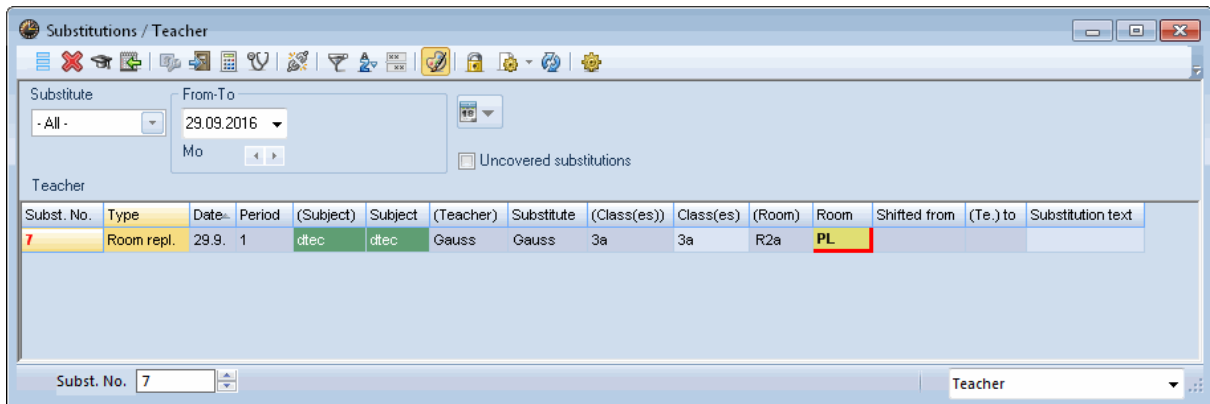 Substitutions / Teacher
Substitute From-To
- All - 29.09.2016
Mo Uncovered substitutions
Teacher
Subst. No. Type Date Period (Subject) Subject (Teacher) Substitute (Class(es)) Class(es) (Room) Room Shifted from (Te.) to Substitution text
7 Room repl. 29.9. 1 dtec dtec Gauss Gauss 3a 3a R2a PL
Subst. No. 7 Teacher